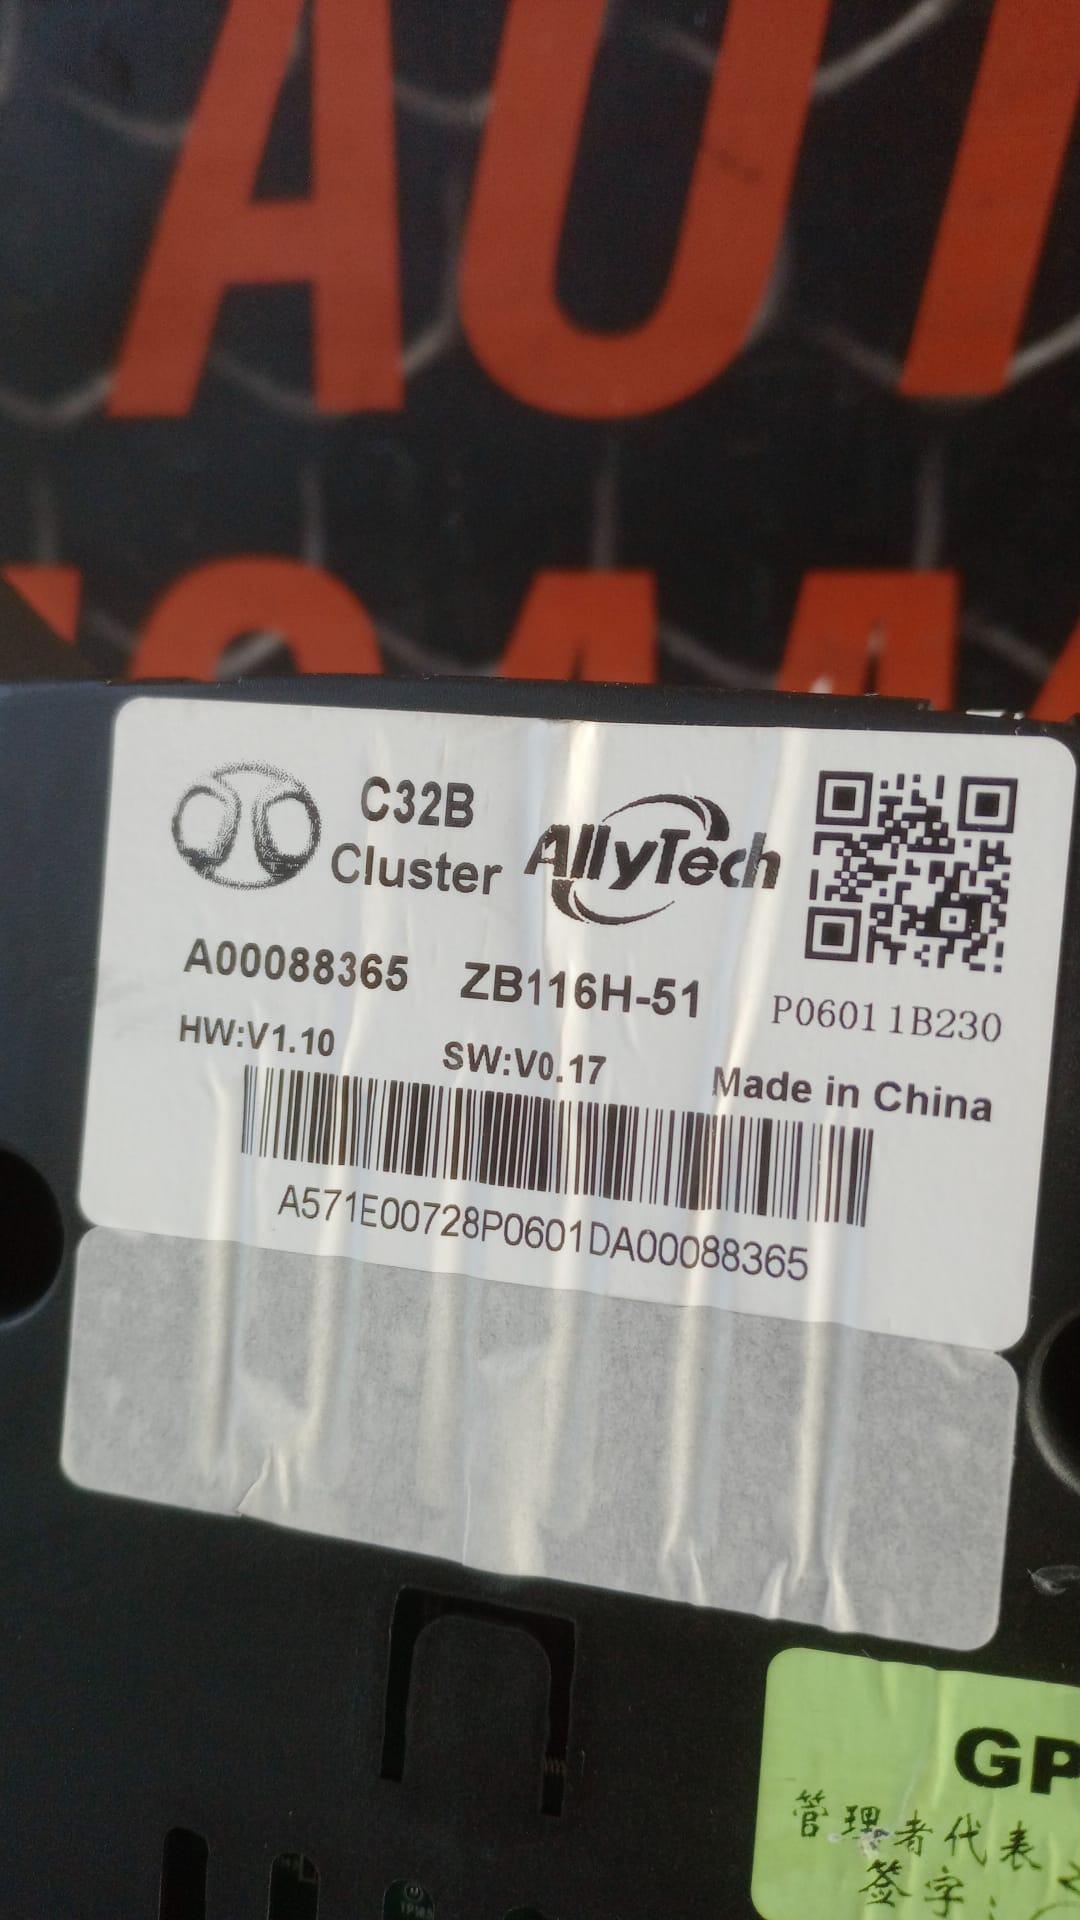 AUT
C32B
Cluster
AllyTech
A00088365 ZB116H-51 P06011B230
HW:V1.10 SW:V0.17 Made in China
A571E00728P0601DA00088365
GP
管理者代表
签字: